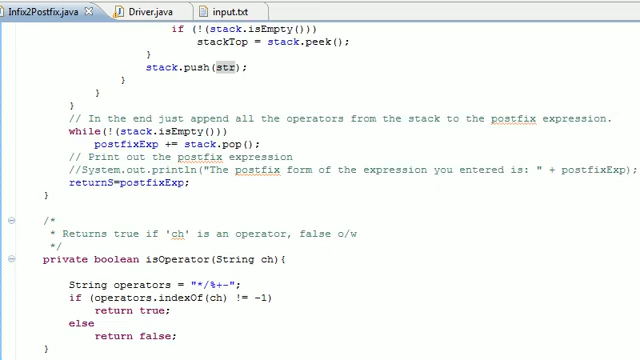 Infix2Postfix.java Driver.java input.txt
if (!(stack.isEmpty()))
stackTop = stack.peek();
}
stack.push(str);
}
}
}
// In the end just append all the operators from the stack to the postfix expression.
while(!(stack.isEmpty()))
postfixExp += stack.pop();
// Print out the postfix expression
//System.out.println("The postfix form of the expression you entered is: " + postfixExp);
returnS=postfixExp;
}
/*
* Returns true if 'ch' is an operator, false o/w
*/
private boolean isOperator(String ch){
String operators = "*/%+-";
if (operators.indexOf(ch) != -1)
return true;
else
return false;
}